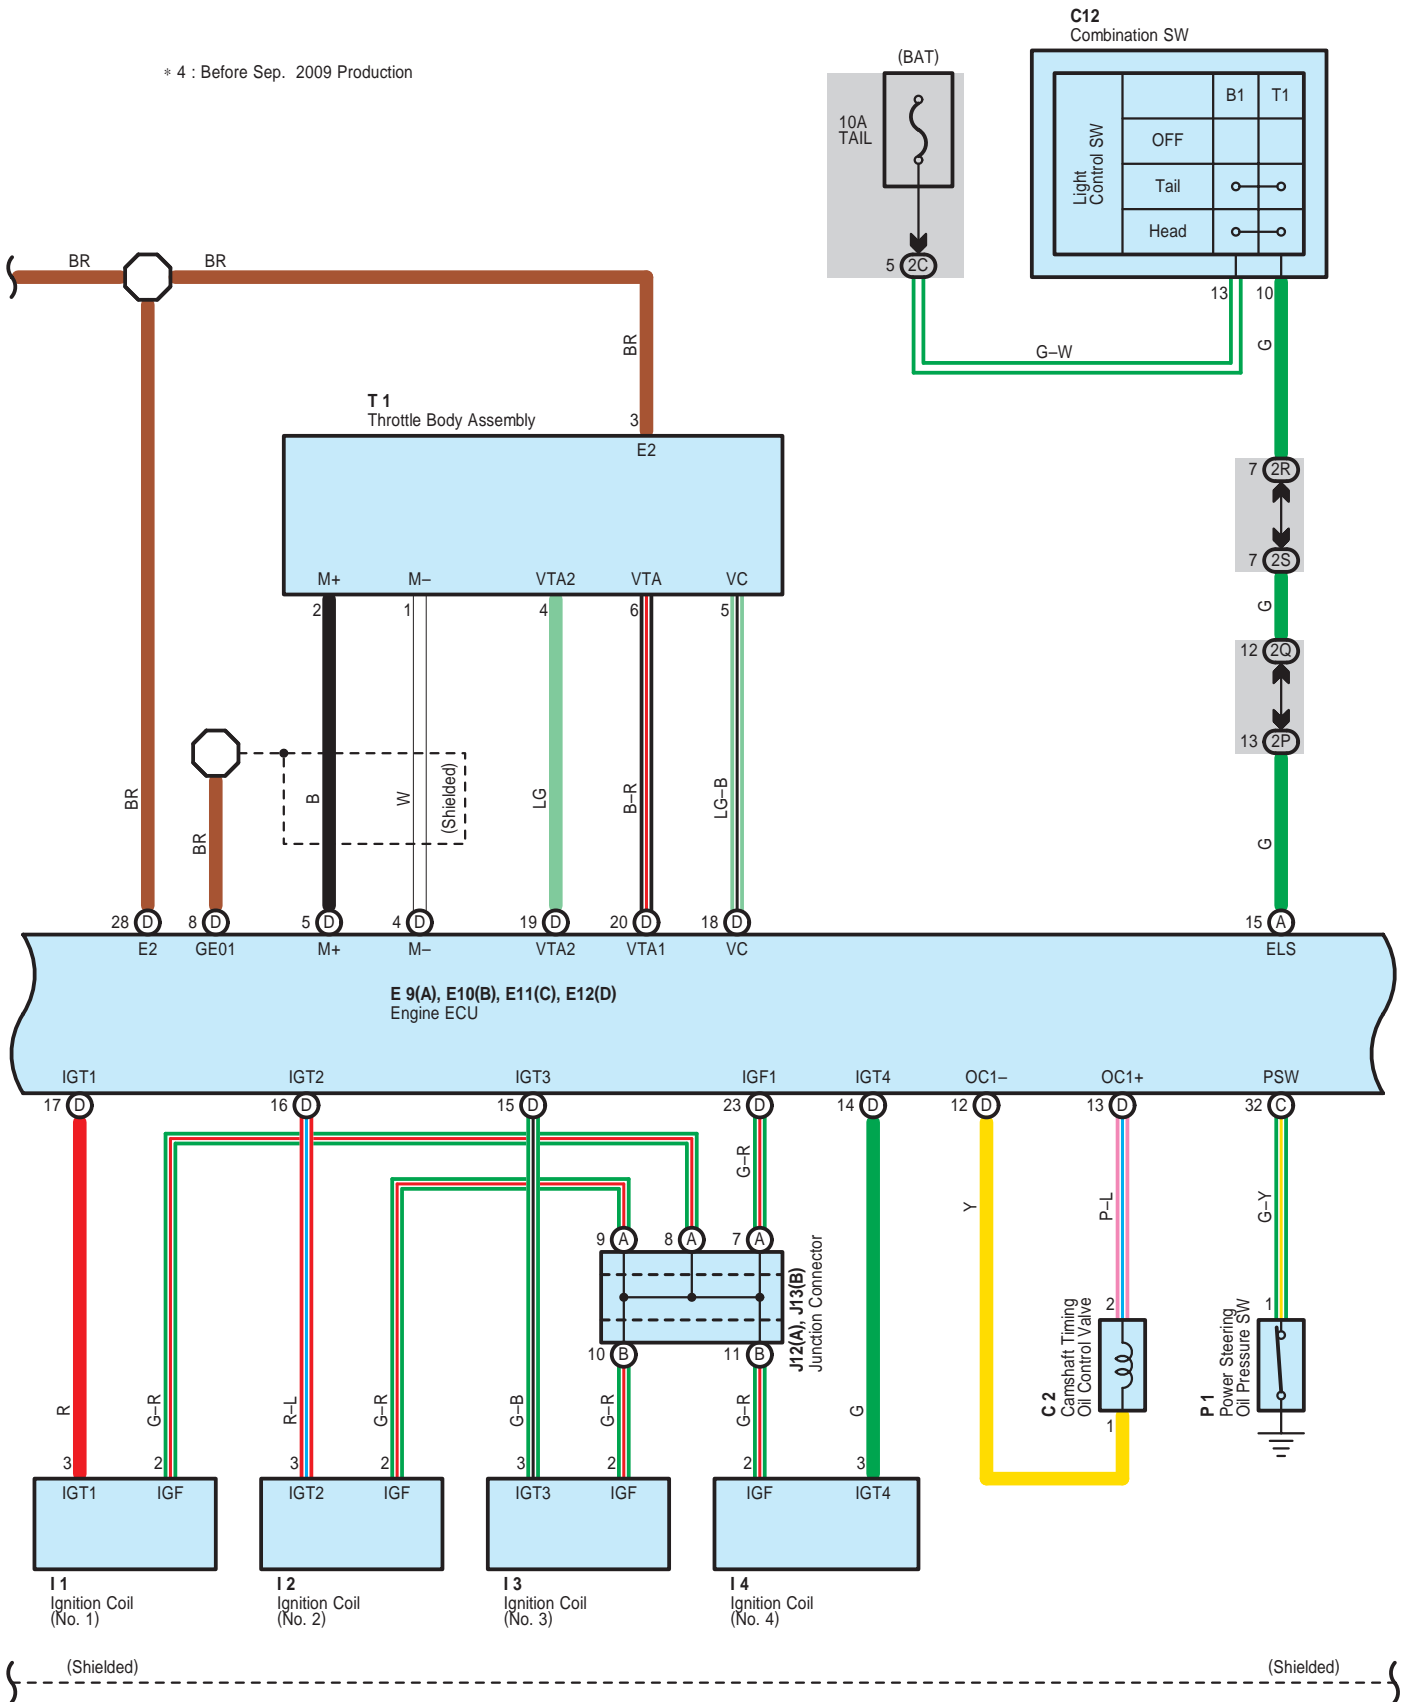 C12
Combination SW
* 4 : Before Sep. 2009 Production
(BAT)
10A
TAIL
Light
Control SW
B1
T1
OFF
Tail
Head
5
2C
13
10
BR
BR
BR
G–W
G
T 1
Throttle Body Assembly
3
E2
7
2R
7
2S
M+
M–
VTA2
VTA
VC
2
1
4
6
5
G
12
2Q
13
2P
BR
BR
B
W
(Shielded)
LG
B–R
LG–B
G
28
D
8
D
5
D
4
D
19
D
20
D
18
D
15
A
E2
GE01
M+
M–
VTA2
VTA1
VC
ELS
E 9(A), E10(B), E11(C), E12(D)
Engine ECU
IGT1
IGT2
IGT3
IGF1
IGT4
OC1–
OC1+
PSW
17
D
16
D
15
D
23
D
14
D
12
D
13
D
32
C
G–R
Y
P–L
G–Y
9
A
8
A
7
A
J12(A), J13(B)
Junction Connector
10
B
11
B
2
C 2
Camshaft Timing
Oil Control Valve
1
1
P 1
Power Steering
Oil Pressure SW
R
G–R
R–L
G–R
G–B
G–R
G–R
G
3
2
3
2
3
2
2
3
IGT1
IGF
IGT2
IGF
IGT3
IGF
IGF
IGT4
I 1
Ignition Coil
(No. 1)
I 2
Ignition Coil
(No. 2)
I 3
Ignition Coil
(No. 3)
I 4
Ignition Coil
(No. 4)
(Shielded)
(Shielded)